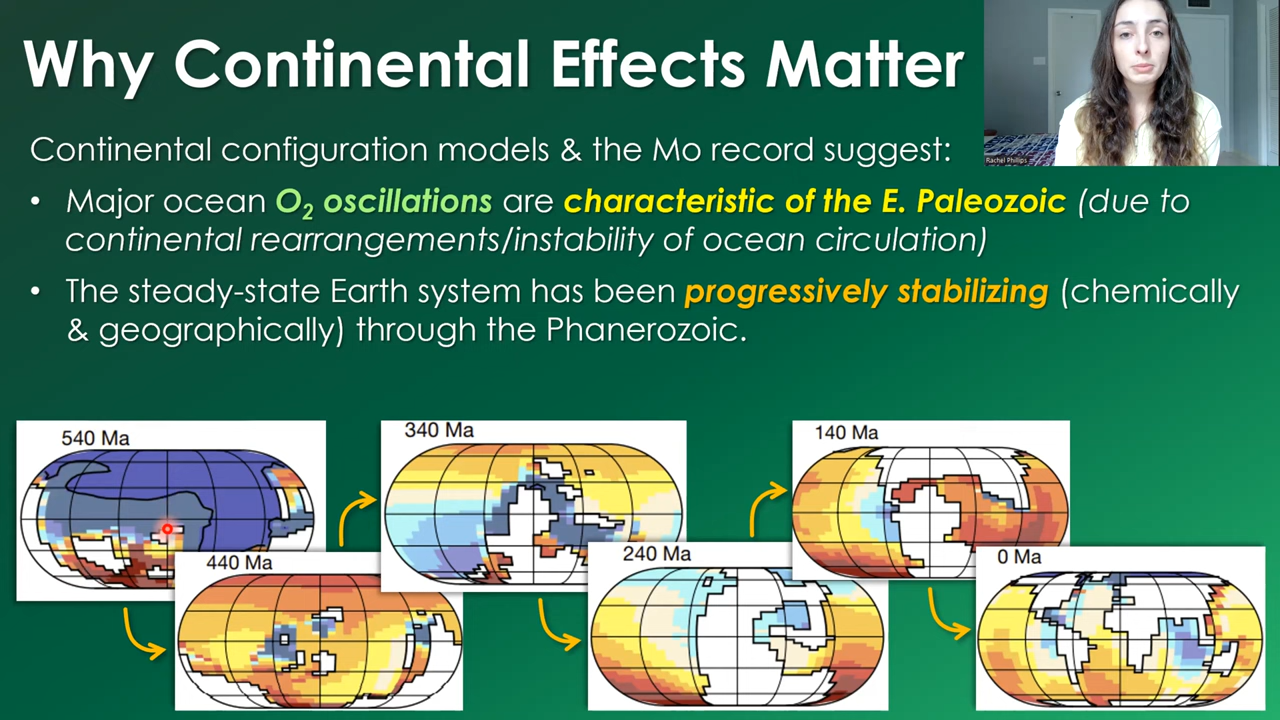 Why Continental Effects Matter
Rachel Phillips
Continental configuration models & the Mo record suggest:
• Major ocean O₂ oscillations are characteristic of the E. Paleozoic (due to
continental rearrangements/instability of ocean circulation)
• The steady-state Earth system has been progressively stabilizing (chemically
& geographically) through the Phanerozoic.
540 Ma
340 Ma
140 Ma
440 Ma
240 Ma
0 Ma